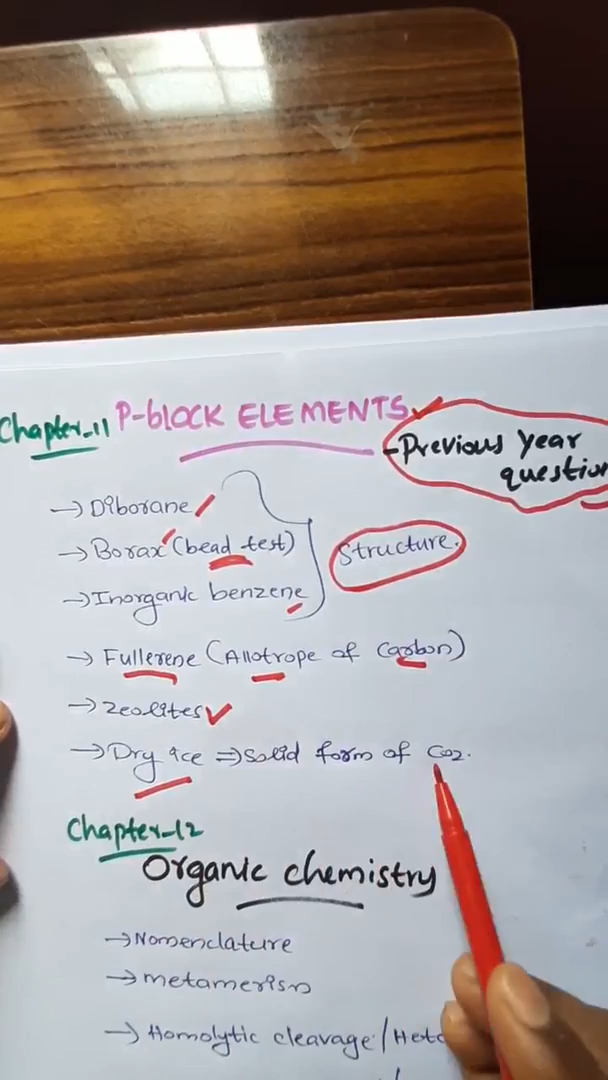 Chapter-11 P-bLOCK ELEMENTS
-Previous year
question
→ Diborane
→ Borax (bead test)
→ Inorganic benzene
Structure.
→ Fullerene (Allotrope of Carbon)
→ Zeolites
→ Dry ice ⇒ Solid form of CO2.
Chapter-12
Organic chemistry
→ Nomenclature
→ metamerism
→ Homolytic cleavage/Hete